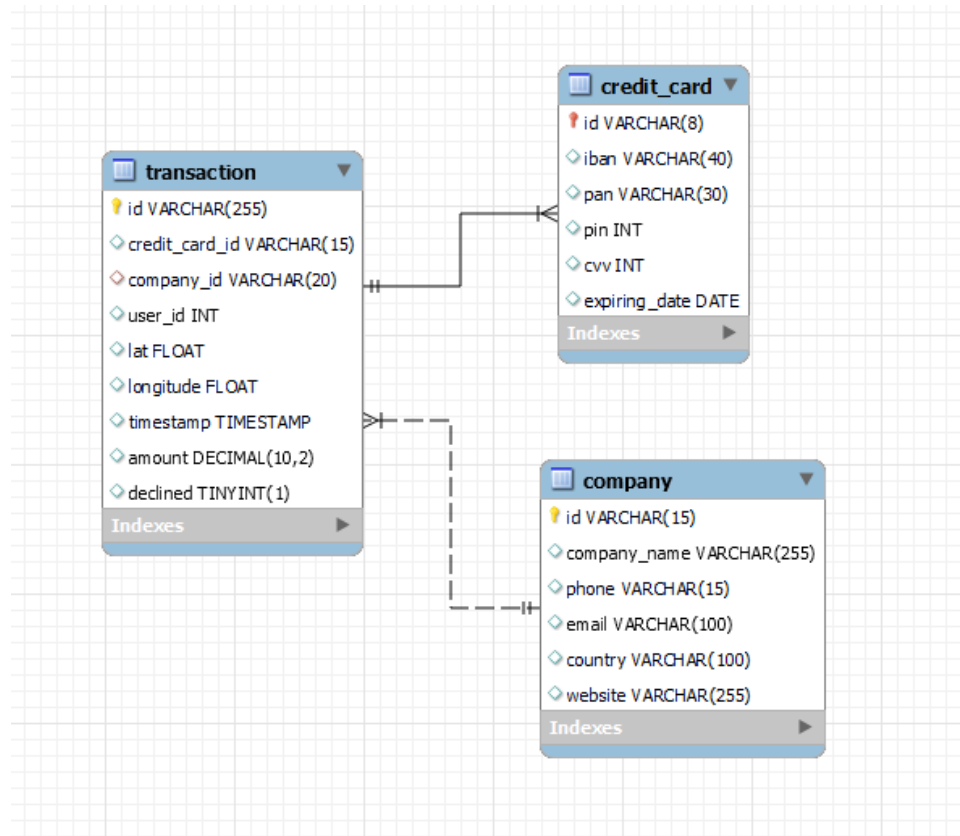 transaction
id VARCHAR(255)
credit_card_id VARCHAR(15)
company_id VARCHAR(20)
user_id INT
lat FLOAT
longitude FLOAT
timestamp TIMESTAMP
amount DECIMAL(10,2)
declined TINYINT(1)
Indexes
credit_card
id VARCHAR(8)
iban VARCHAR(40)
pan VARCHAR(30)
pin INT
cvv INT
expiring_date DATE
Indexes
company
id VARCHAR(15)
company_name VARCHAR(255)
phone VARCHAR(15)
email VARCHAR(100)
country VARCHAR(100)
website VARCHAR(255)
Indexes